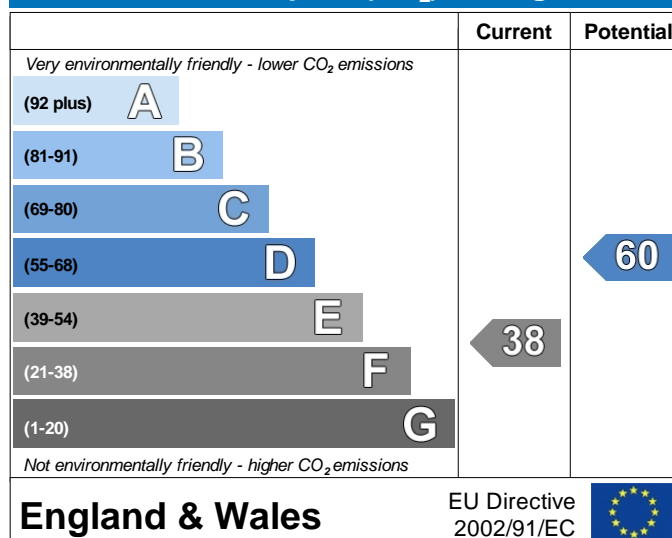 Current Potential
Very environmentally friendly - lower CO₂ emissions
(92 plus) A
(81-91) B
(69-80) C
(55-68) D
60
(39-54) E
38
(21-38) F
(1-20) G
Not environmentally friendly - higher CO₂ emissions
England & Wales
EU Directive
2002/91/EC